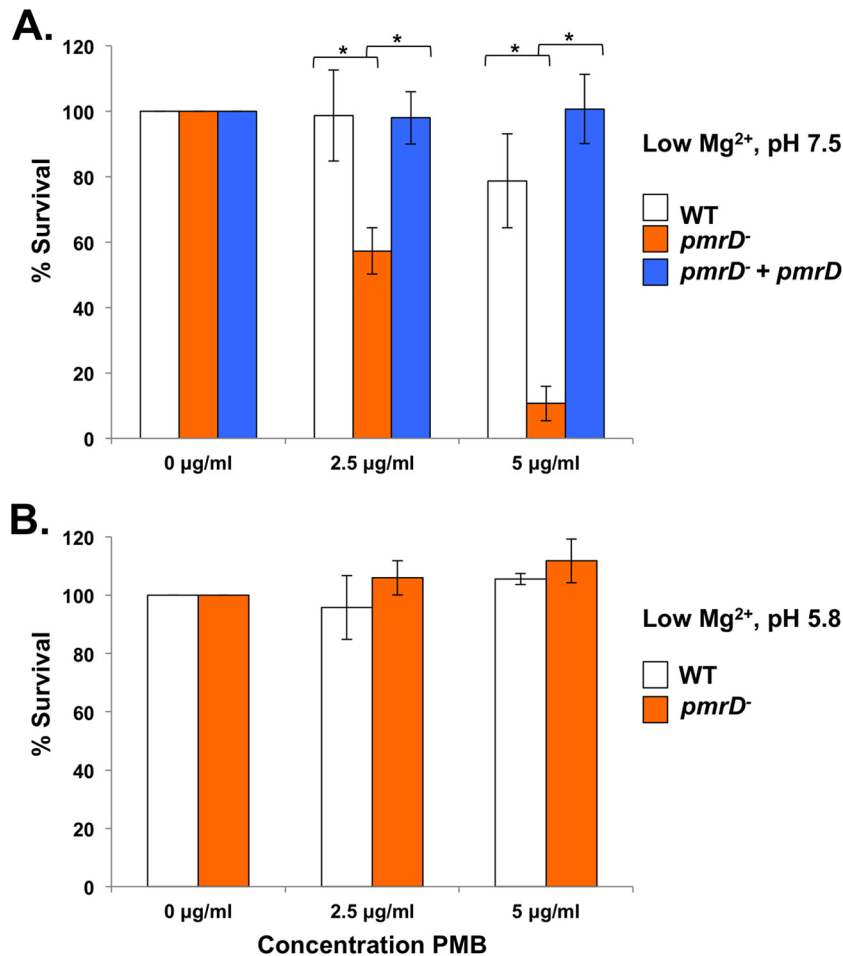 A.
120
100
80
60
40
20
0
% Survival
* *
* *
0 µg/ml 2.5 µg/ml 5 µg/ml
Low Mg²⁺, pH 7.5
WT
pmrD⁻
pmrD⁻ + pmrD
B.
120
100
80
60
40
20
0
% Survival
0 µg/ml 2.5 µg/ml 5 µg/ml
Concentration PMB
Low Mg²⁺, pH 5.8
WT
pmrD⁻